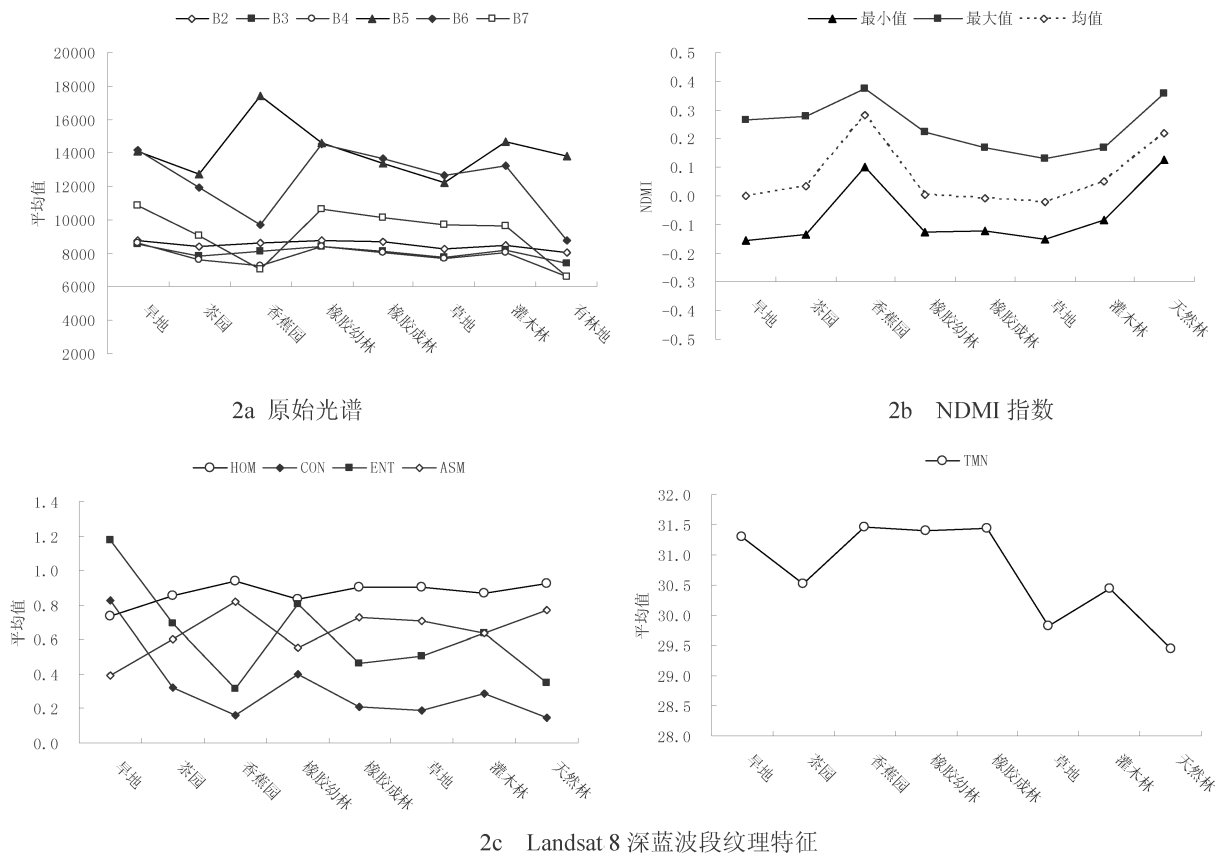 B2 B3 B4 B5 B6 B7
20000
18000
16000
14000
12000
10000
8000
6000
4000
2000
平均值
旱地 茶园 香蕉园 橡胶幼林 橡胶成林 草地 灌木林 有林地
2a 原始光谱
最小值 最大值 均值
0.5
0.4
0.3
0.2
0.1
0.0
-0.1
-0.2
-0.3
-0.4
-0.5
NDMI
旱地 茶园 香蕉园 橡胶幼林 橡胶成林 草地 灌木林 天然林
2b NDMI 指数
HOM CON ENT ASM
1.4
1.2
1.0
0.8
0.6
0.4
0.2
0.0
平均值
旱地 茶园 香蕉园 橡胶幼林 橡胶成林 草地 灌木林 天然林
TMN
32.0
31.5
31.0
30.5
30.0
29.5
29.0
28.5
28.0
平均值
旱地 茶园 香蕉园 橡胶幼林 橡胶成林 草地 灌木林 天然林
2c Landsat 8 深蓝波段纹理特征